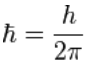 ħ = h / 2π